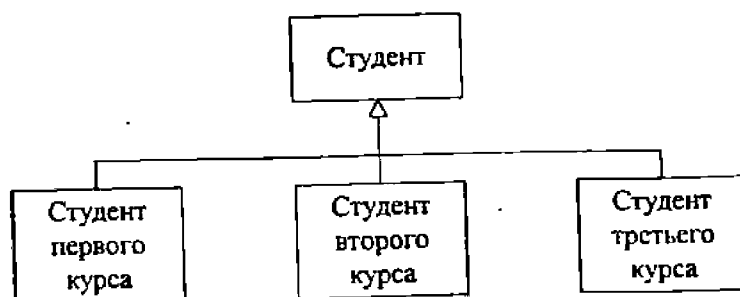 Студент
Студент
первого
курса
Студент
второго
курса
Студент
третьего
курса